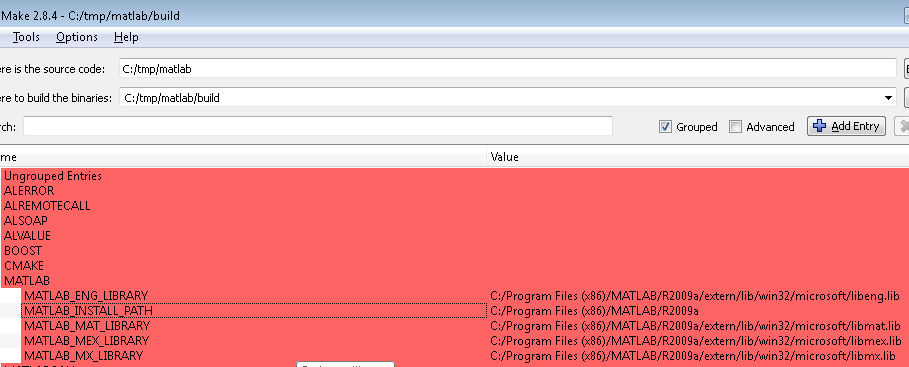 Make 2.8.4 - C:/tmp/matlab/build
Tools Options Help
ere is the source code: C:/tmp/matlab
ere to build the binaries: C:/tmp/matlab/build
rch: Grouped Advanced Add Entry
me Value
Ungrouped Entries
ALERROR
ALREMOTECALL
ALSOAP
ALVALUE
BOOST
CMAKE
MATLAB
MATLAB_ENG_LIBRARY C:/Program Files (x86)/MATLAB/R2009a/extern/lib/win32/microsoft/libeng.lib
MATLAB_INSTALL_PATH C:/Program Files (x86)/MATLAB/R2009a
MATLAB_MAT_LIBRARY C:/Program Files (x86)/MATLAB/R2009a/extern/lib/win32/microsoft/libmat.lib
MATLAB_MEX_LIBRARY C:/Program Files (x86)/MATLAB/R2009a/extern/lib/win32/microsoft/libmex.lib
MATLAB_MX_LIBRARY C:/Program Files (x86)/MATLAB/R2009a/extern/lib/win32/microsoft/libmx.lib